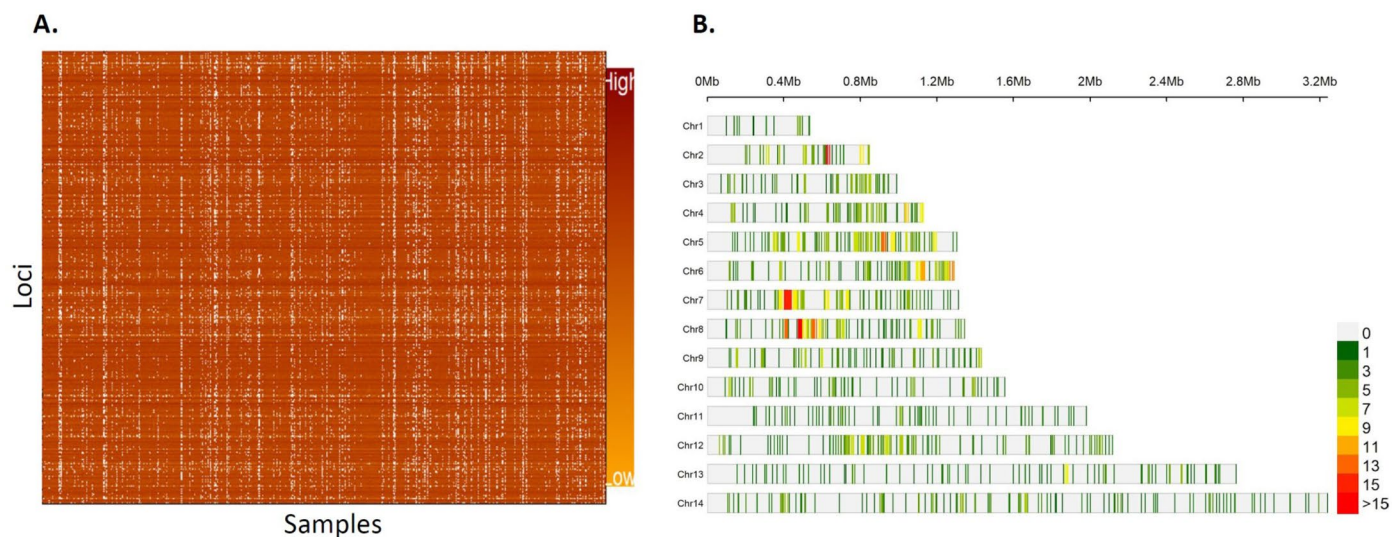 A.
High
Low
Loci
Samples
B.
0Mb 0.4Mb 0.8Mb 1.2Mb 1.6Mb 2Mb 2.4Mb 2.8Mb 3.2Mb
Chr1
Chr2
Chr3
Chr4
Chr5
Chr6
Chr7
Chr8
Chr9
Chr10
Chr11
Chr12
Chr13
Chr14
0
1
3
5
7
9
11
13
15
>15